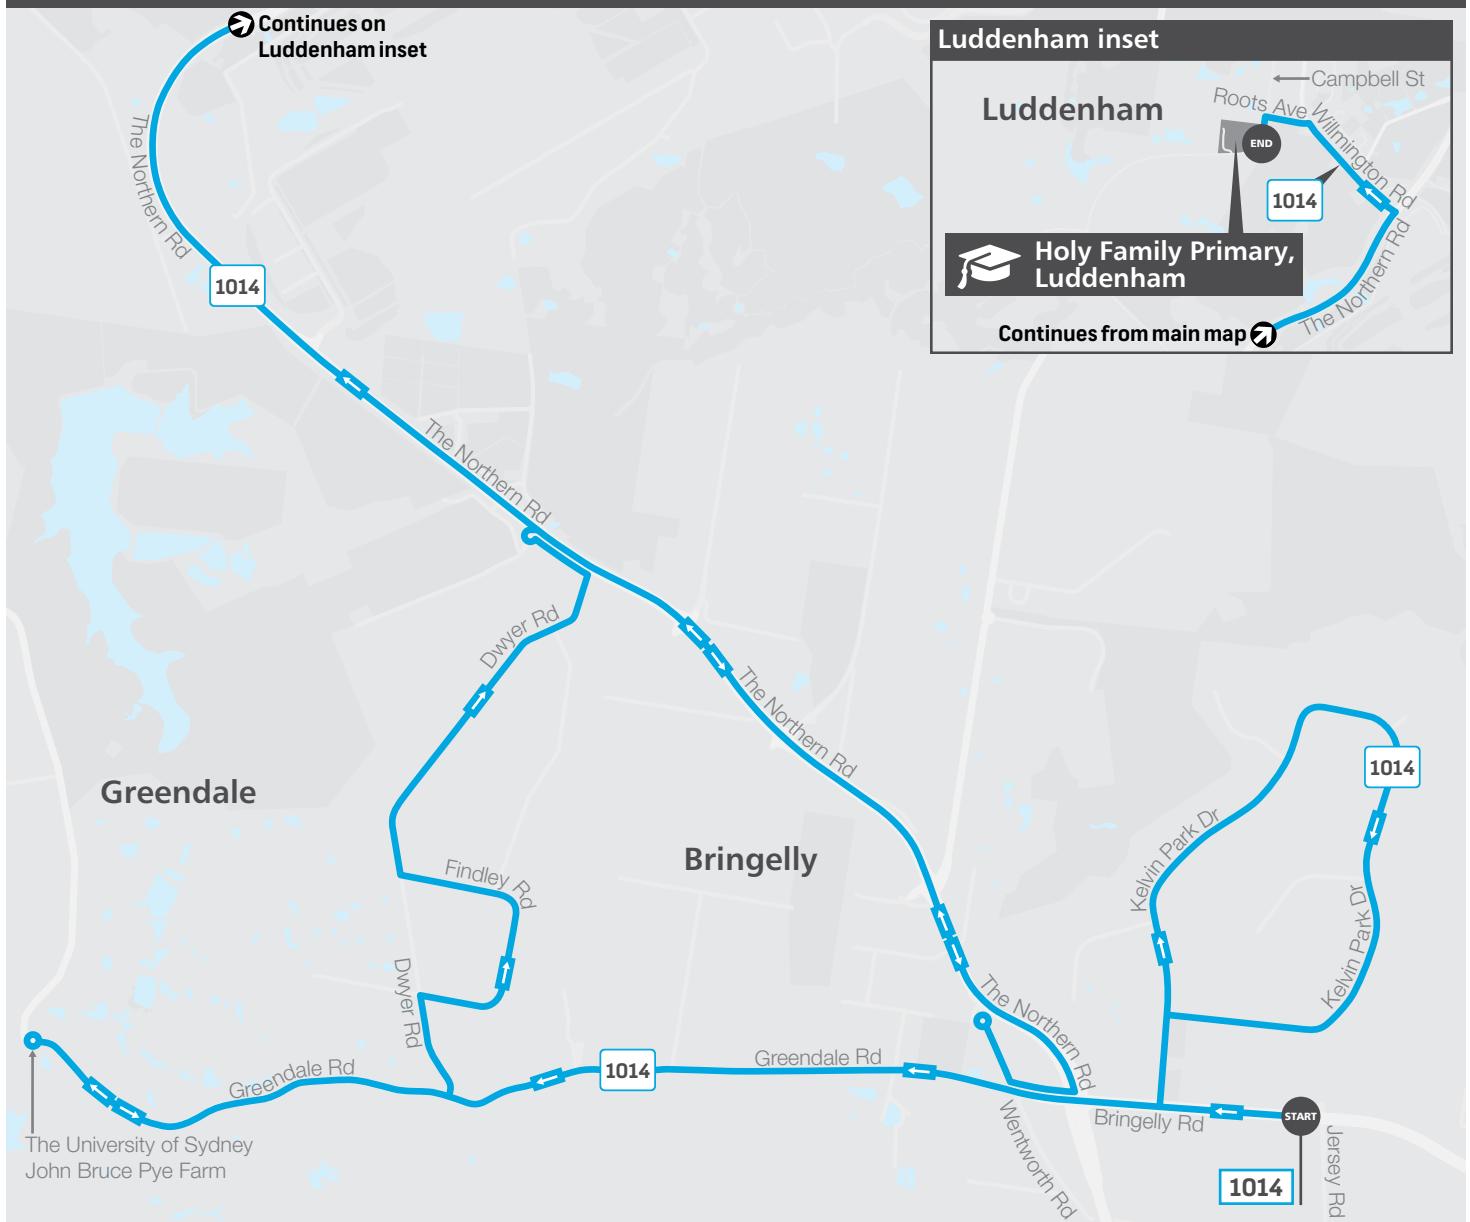 Continues on
Luddenham inset
Luddenham inset
Campbell St
Luddenham
Roots Ave
Willmington Rd
END
1014
Holy Family Primary,
Luddenham
The Northern Rd
Continues from main map
The Northern Rd
1014
The Northern Rd
Dwyer Rd
The Northern Rd
1014
Greendale
Kelvin Park Dr
Bringelly
Findley Rd
Kelvin Park Dr
Dwyer Rd
The Northern Rd
Greendale Rd
1014
Greendale Rd
START
Bringelly Rd
Wentworth Rd
Jersey Rd
The University of Sydney
John Bruce Pye Farm
1014